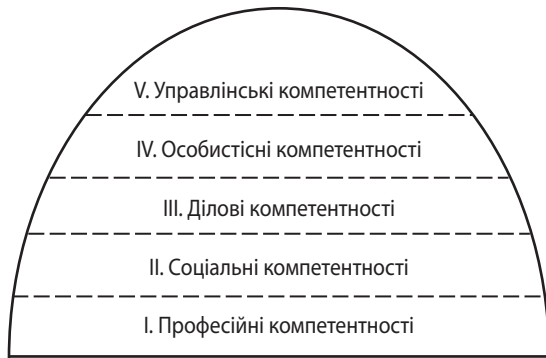 V. Управлінські компетентності
IV. Особистісні компетентності
III. Ділові компетентності
II. Соціальні компетентності
I. Професійні компетентності